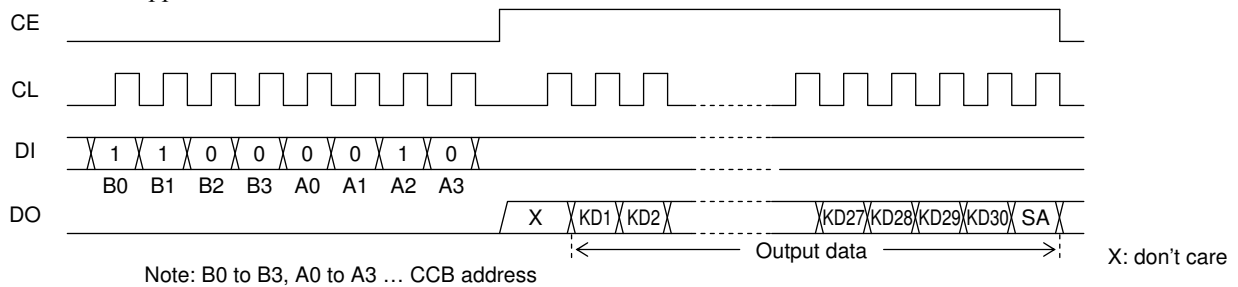 CE
CL
DI 1 1 0 0 0 0 1 0
B0 B1 B2 B3 A0 A1 A2 A3
DO X KD1 KD2 KD27 KD28 KD29 KD30 SA
Output data
X: don't care
Note: B0 to B3, A0 to A3 … CCB address